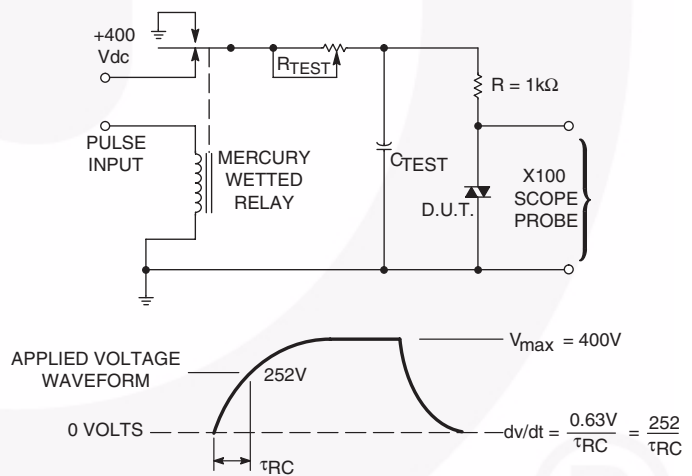 +400
Vdc
RTEST
R = 1kΩ
PULSE
INPUT
MERCURY
WETTED
RELAY
CTEST
D.U.T.
X100
SCOPE
PROBE
APPLIED VOLTAGE
WAVEFORM
252V
Vmax = 400V
0 VOLTS
τRC
dv/dt = 0.63V/τRC = 252/τRC